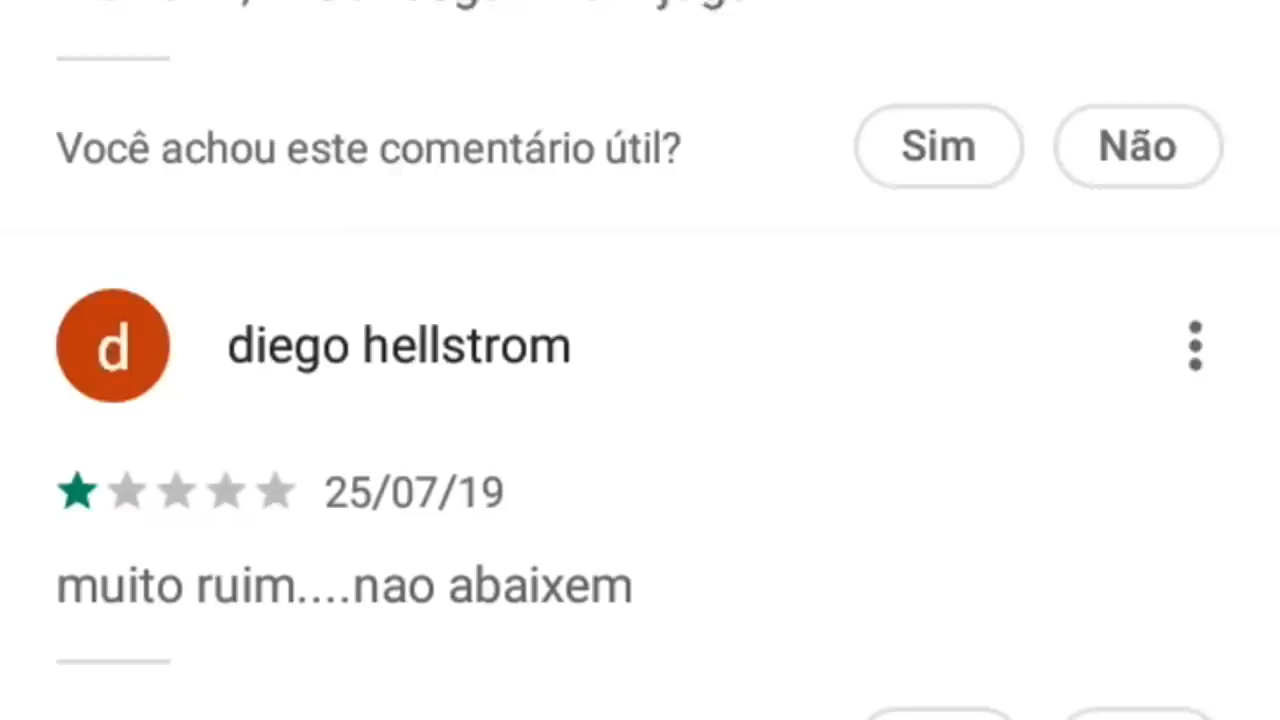 Você achou este comentário útil? Sim Não
d diego hellstrom
25/07/19
muito ruim....nao abaixem